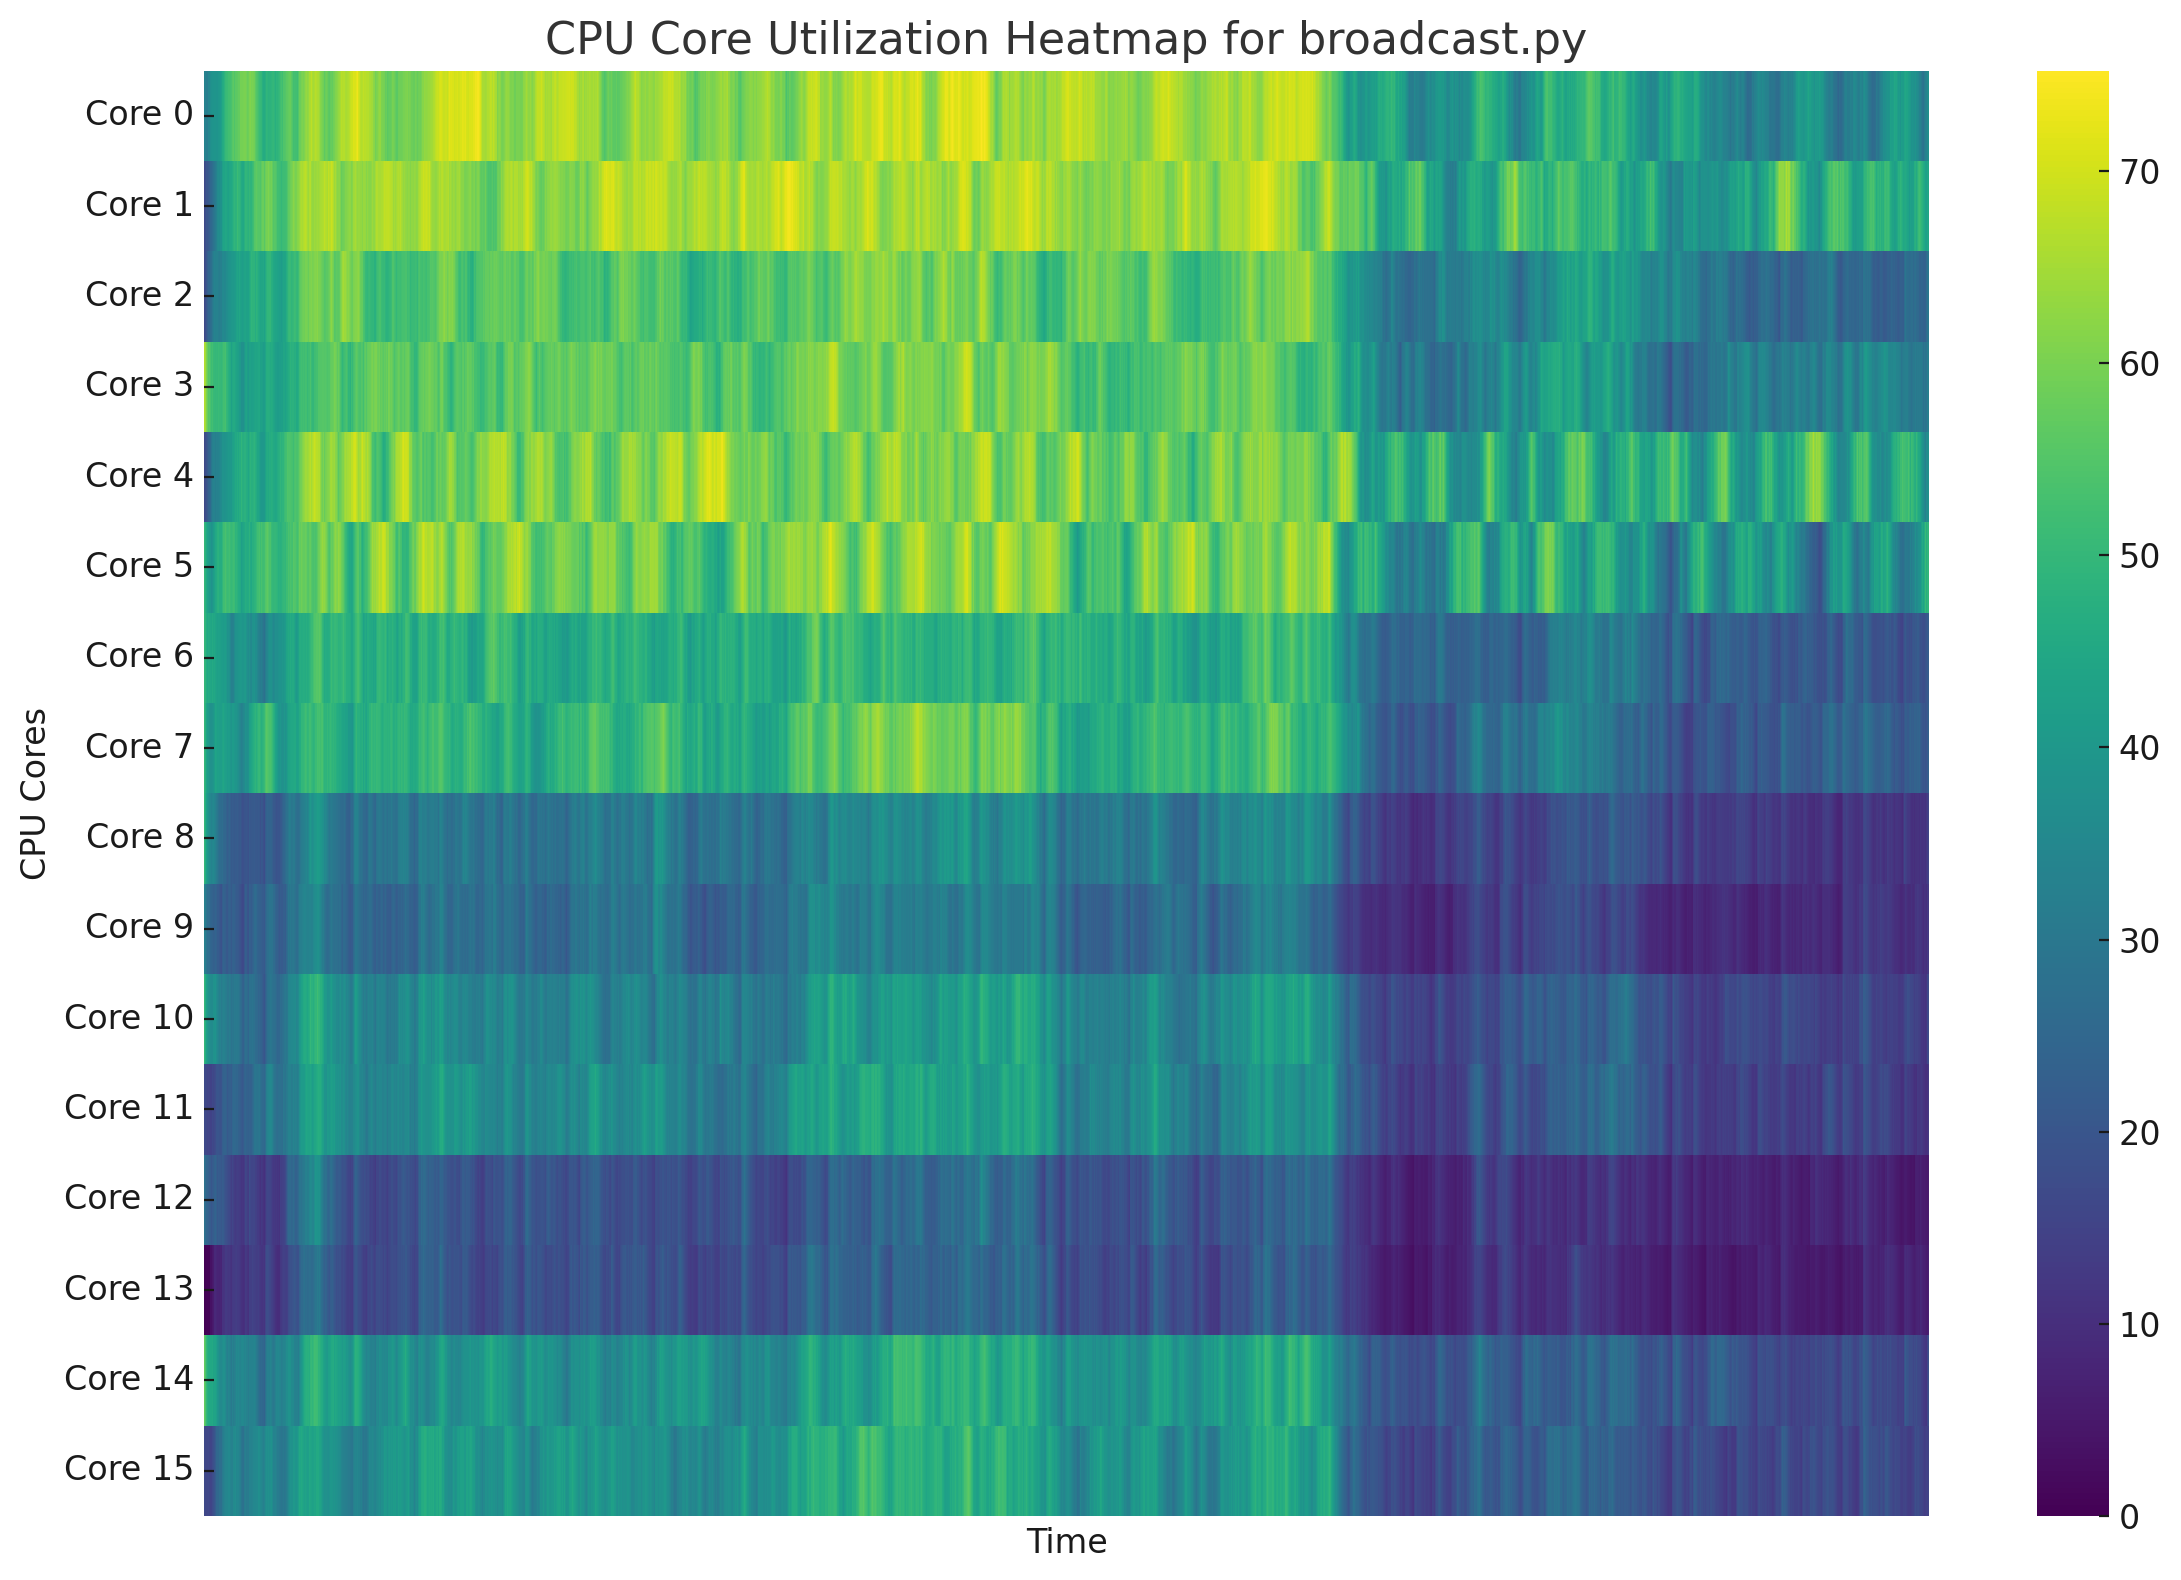 CPU Core Utilization Heatmap for broadcast.py
CPU Cores
Core 0
Core 1
Core 2
Core 3
Core 4
Core 5
Core 6
Core 7
Core 8
Core 9
Core 10
Core 11
Core 12
Core 13
Core 14
Core 15
Time
70
60
50
40
30
20
10
0